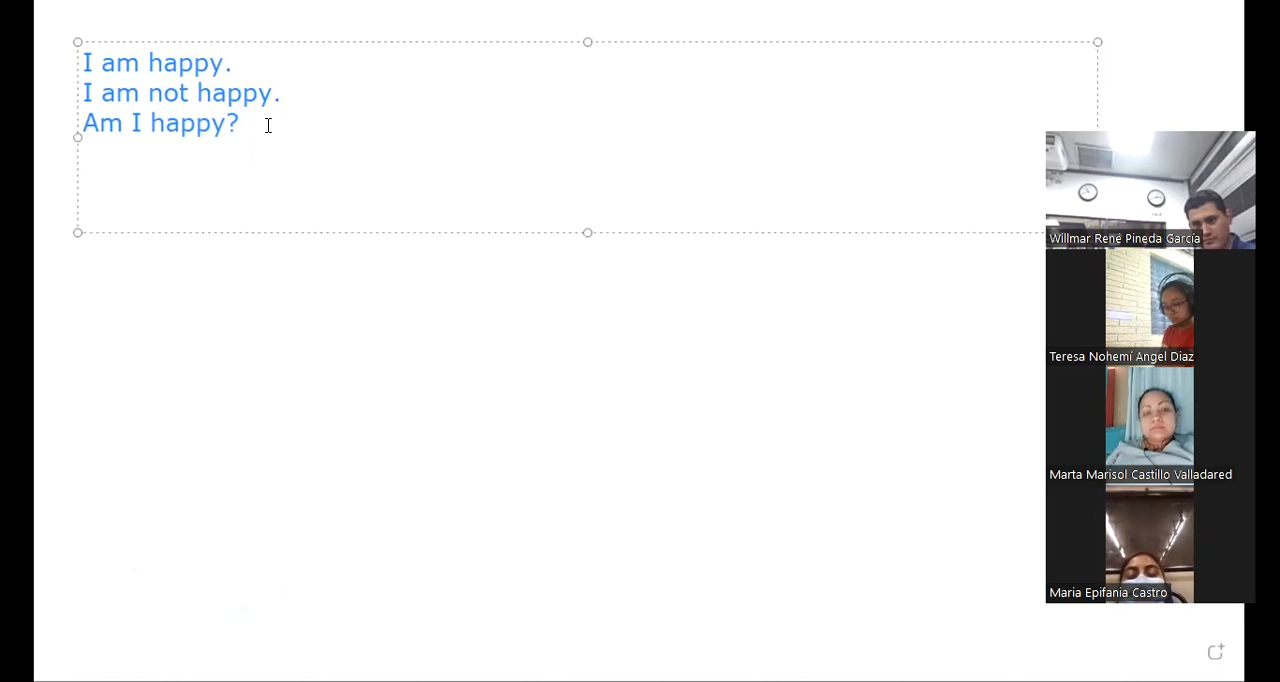 I am happy.
I am not happy.
Am I happy?
Willmar René Pineda García
Teresa Nohemí Angel Diaz
Marta Marisol Castillo Valladared
Maria Epifania Castro